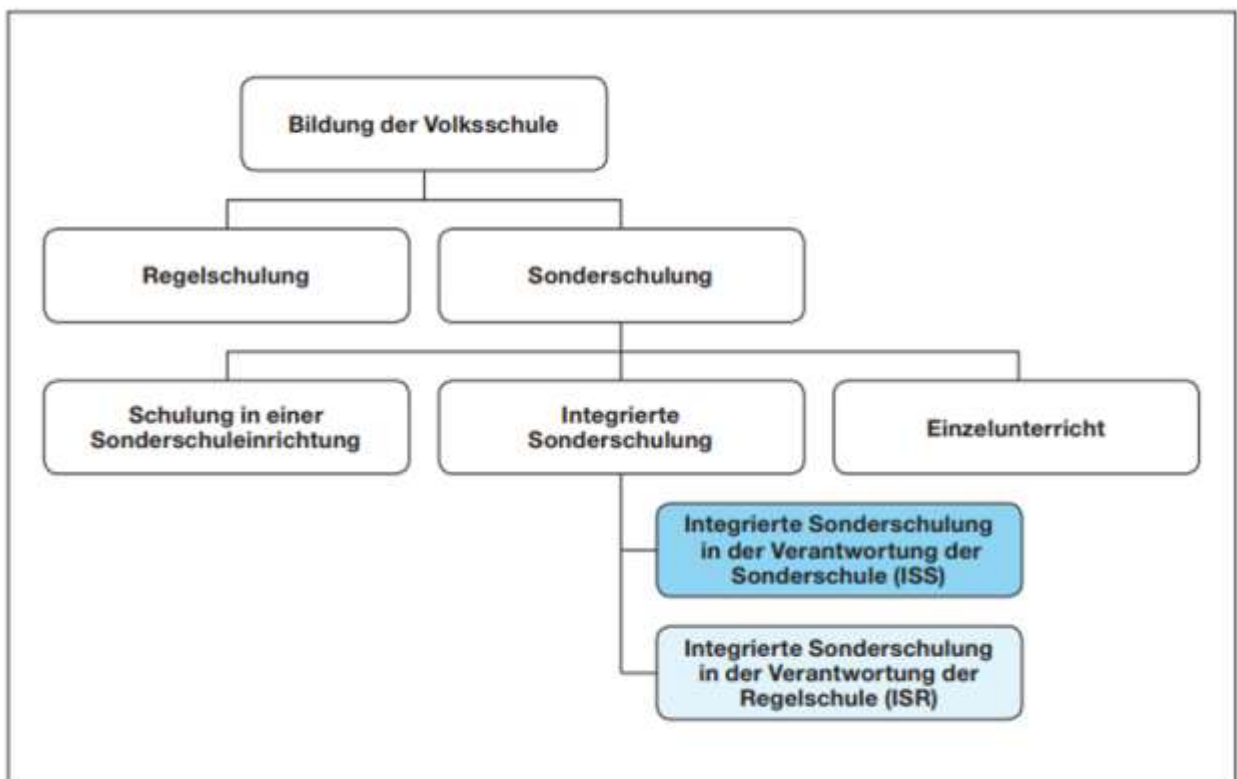 Bildung der Volksschule
Regelschulung
Sonderschulung
Schulung in einer
Sonderschuleinrichtung
Integrierte
Sonderschulung
Einzelunterricht
Integrierte Sonderschulung
in der Verantwortung der
Sonderschule (ISS)
Integrierte Sonderschulung
in der Verantwortung der
Regelschule (ISR)